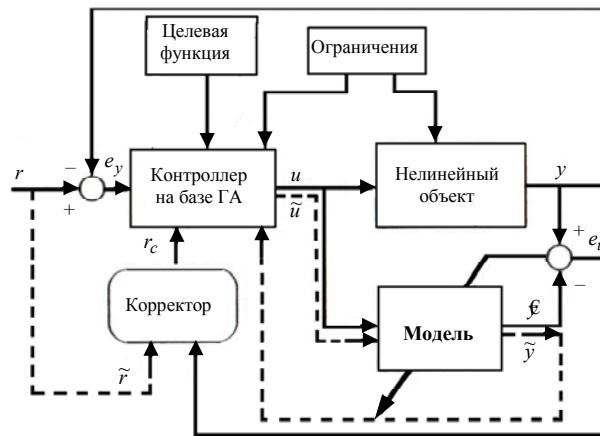 Целевая
функция
Ограничения
r
−
+
e_y
Контроллер
на базе ГА
u
ũ
Нелинейный
объект
y
+
−
r_c
Корректор
r̃
Модель
ỹ